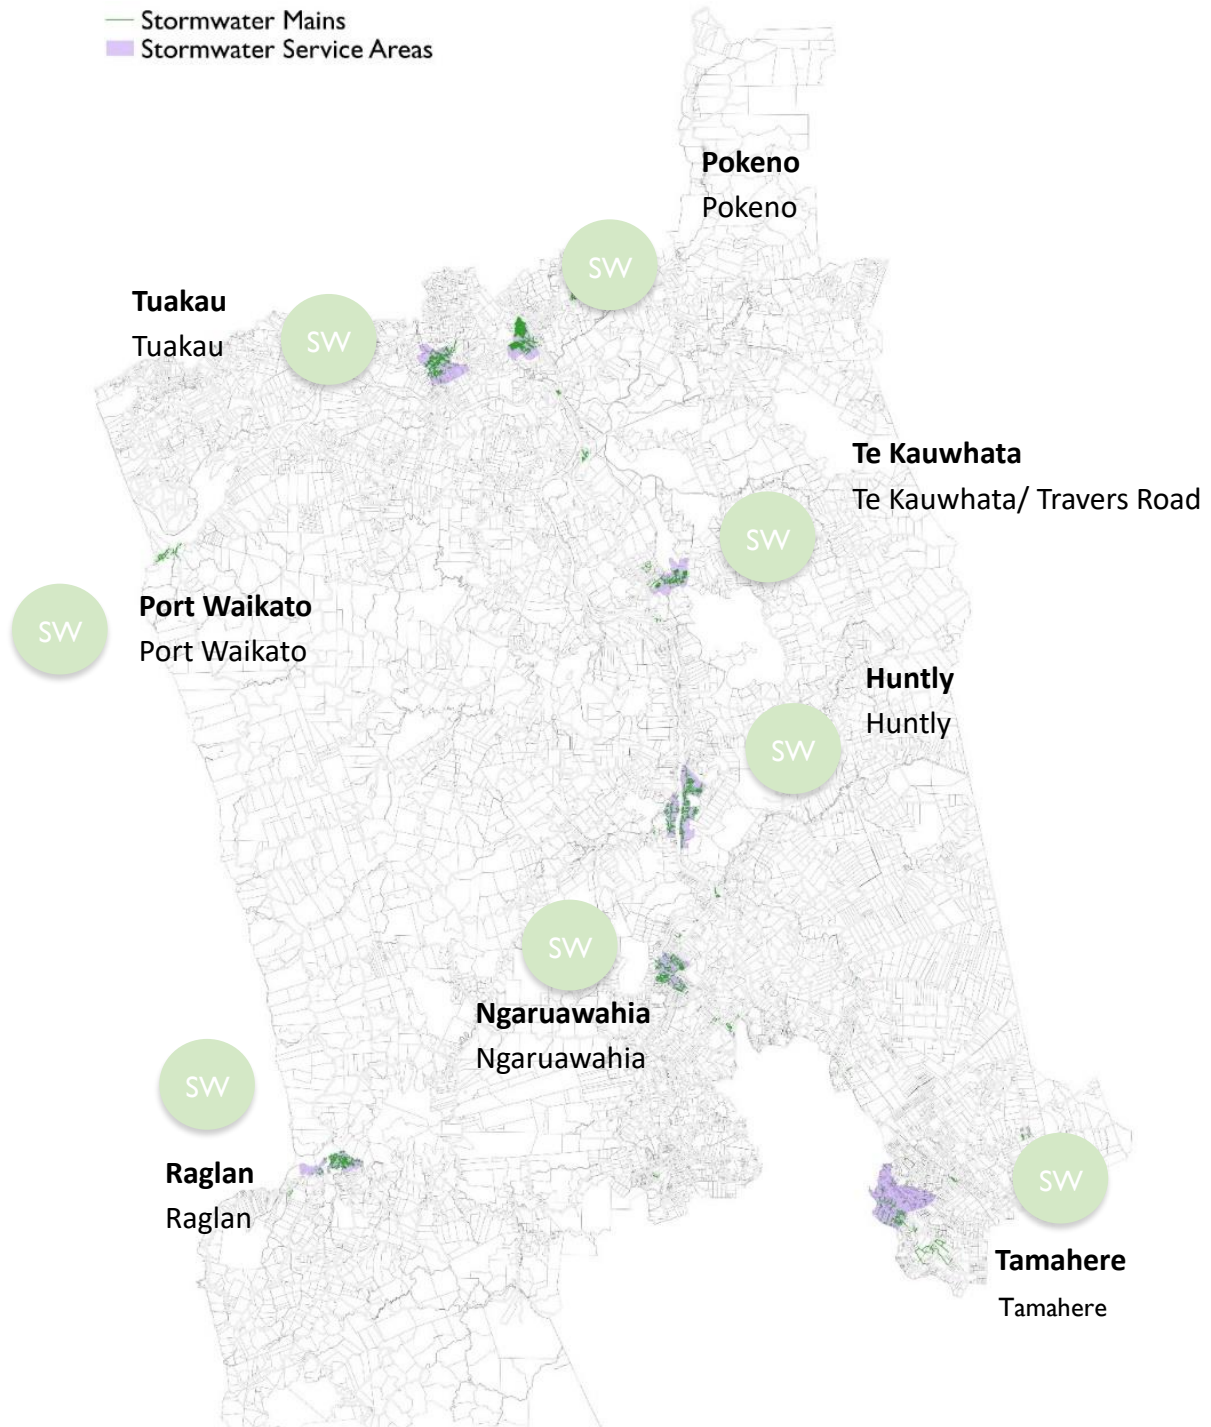 Stormwater Mains
Stormwater Service Areas
Pokeno
Pokeno
SW
Tuakau
Tuakau
SW
Te Kauwhata
Te Kauwhata/ Travers Road
SW
Port Waikato
Port Waikato
SW
Huntly
Huntly
SW
SW
Ngaruawahia
Ngaruawahia
SW
Raglan
Raglan
SW
Tamahere
Tamahere